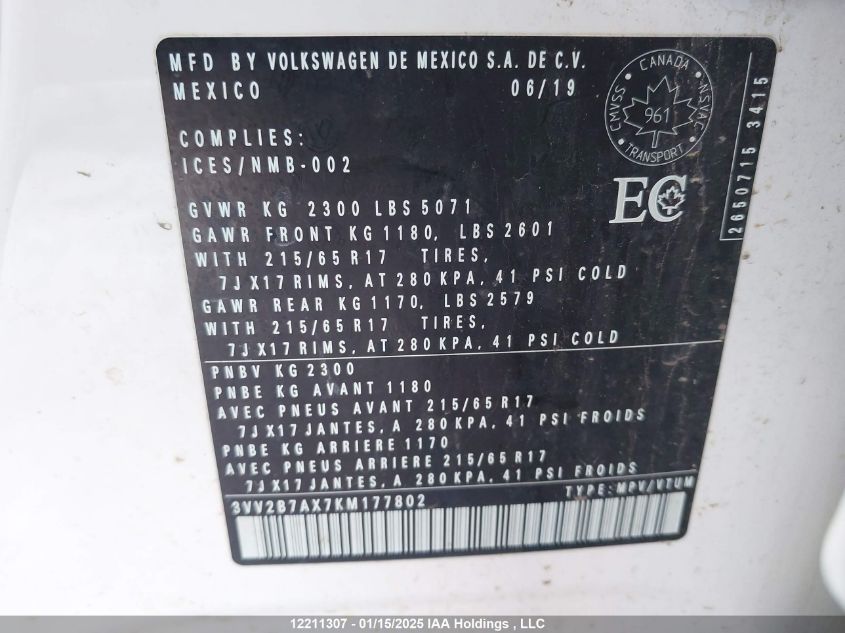 MFD BY VOLKSWAGEN DE MEXICO S.A. DE C.V.
MEXICO 06/19
CANADA
CMVSS NSVAC
961
TRANSPORT
2650715 3415
COMPLIES:
ICES/NMB-002
EC
GVWR KG 2300 LBS 5071
GAWR FRONT KG 1180, LBS 2601
WITH 215/65 R17 TIRES,
7J X17 RIMS, AT 280 KPA, 41 PSI COLD
GAWR REAR KG 1170, LBS 2579
WITH 215/65 R17 TIRES,
7J X17 RIMS, AT 280 KPA, 41 PSI COLD
PNBV KG 2300
PNBE KG AVANT 1180
AVEC PNEUS AVANT 215/65 R17
7J X17 JANTES, A 280 KPA, 41 PSI FROIDS
PNBE KG ARRIERE 1170
AVEC PNEUS ARRIERE 215/65 R17
7J X17 JANTES, A 280 KPA, 41 PSI FROIDS
3VV2B7AX7KM177802 TYPE: MPV/VTUM
12211307 - 01/15/2025 IAA Holdings , LLC